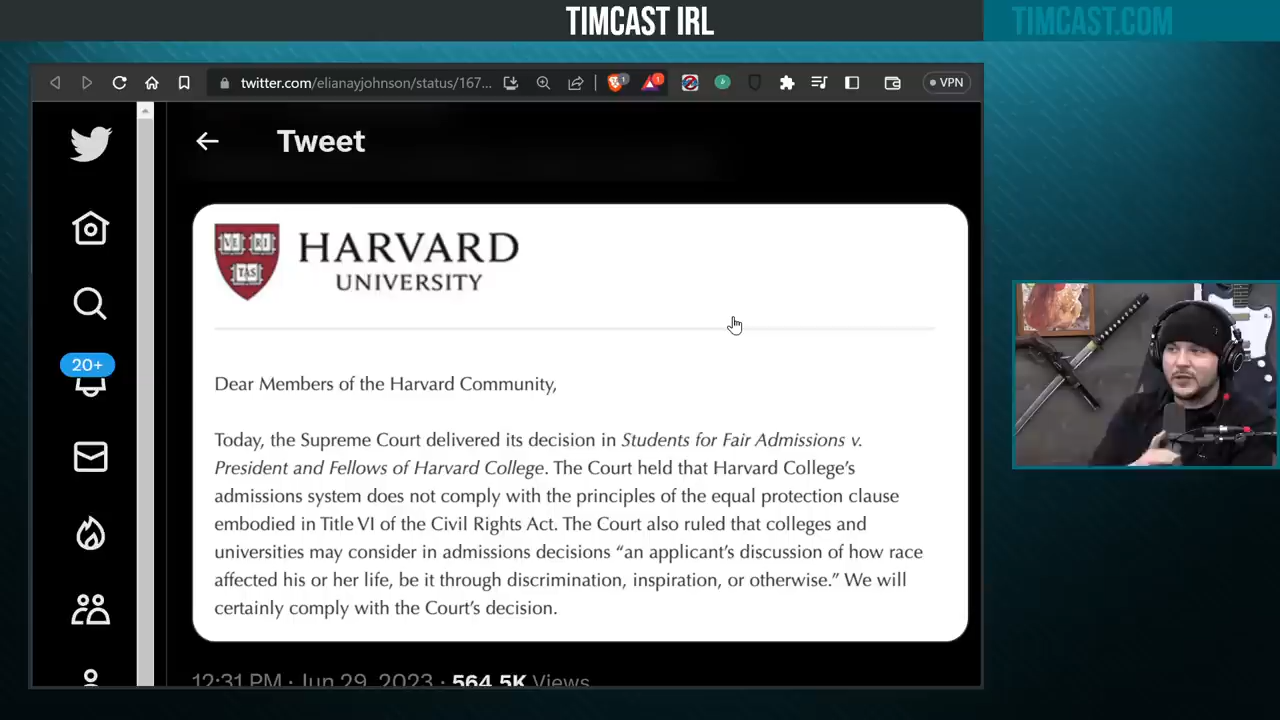 TIMCAST IRL
TIMCAST.COM
twitter.com/elianayjohnson/status/167...
1
1
VPN
Tweet
20+
VE RI
TAS
HARVARD
UNIVERSITY
Dear Members of the Harvard Community,
Today, the Supreme Court delivered its decision in Students for Fair Admissions v.
President and Fellows of Harvard College. The Court held that Harvard College's
admissions system does not comply with the principles of the equal protection clause
embodied in Title VI of the Civil Rights Act. The Court also ruled that colleges and
universities may consider in admissions decisions “an applicant's discussion of how race
affected his or her life, be it through discrimination, inspiration, or otherwise.” We will
certainly comply with the Court's decision.
12:31 PM · Jun 29, 2023 · 564.5K Views